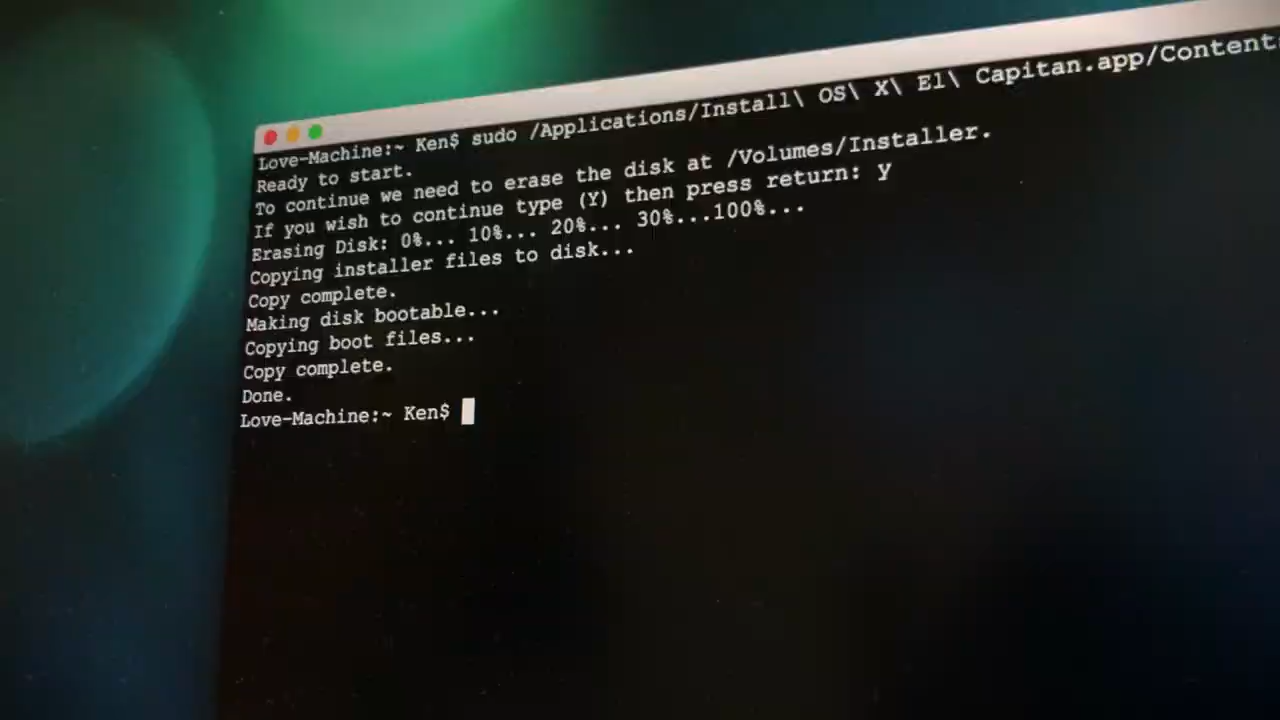 Love-Machine:~ Ken$ sudo /Applications/Install\ OS\ X\ El\ Capitan.app/Contents
Ready to start.
To continue we need to erase the disk at /Volumes/Installer.
If you wish to continue type (Y) then press return: y
Erasing Disk: 0%... 10%... 20%... 30%...100%...
Copying installer files to disk...
Copy complete.
Making disk bootable...
Copying boot files...
Copy complete.
Done.
Love-Machine:~ Ken$